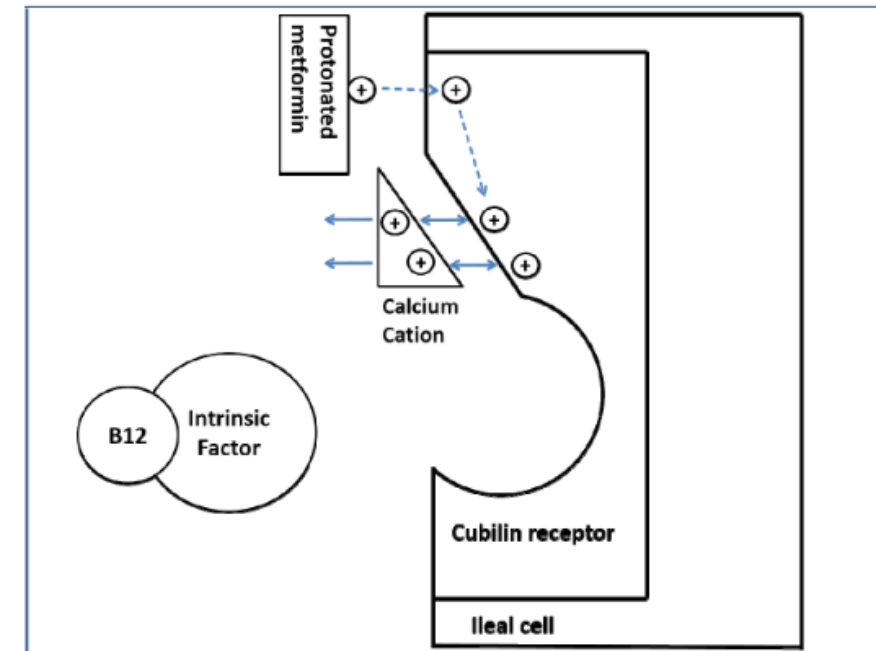 Protonated
metformin
+
+
+
+
+
+
Calcium
Cation
B12
Intrinsic
Factor
Cubilin receptor
Ileal cell